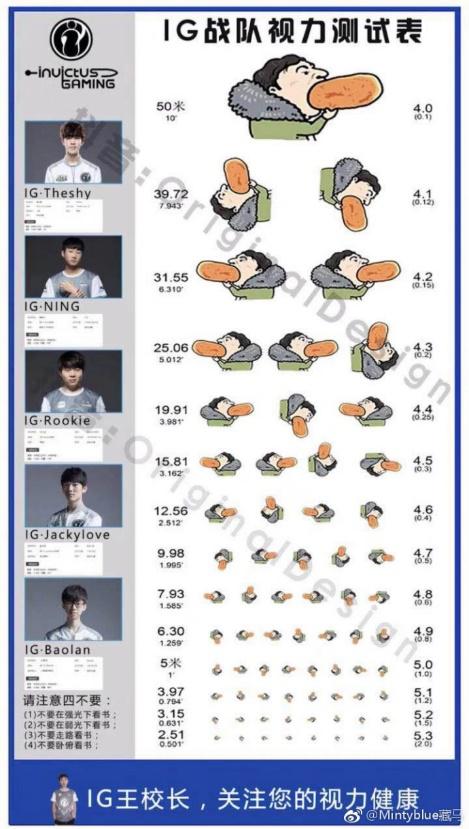 IG战队视力测试表
invictus
GAMING
50米
10'
4.0
(0.1)
39.72
7.943'
4.1
(0.12)
31.55
6.310'
4.2
(0.15)
25.06
5.012'
4.3
(0.2)
19.91
3.981'
4.4
(0.25)
15.81
3.162'
4.5
(0.3)
12.56
2.512'
4.6
(0.4)
9.98
1.995'
4.7
(0.5)
7.93
1.585'
4.8
(0.6)
6.30
1.259'
4.9
(0.8)
5米
1'
5.0
(1.0)
3.97
0.794'
5.1
(1.2)
3.15
0.631'
5.2
(1.5)
2.51
0.501'
5.3
(2.0)
IG·Theshy
IG·NING
IG·Rookie
IG·Jackylove
IG·Baolan
请注意四不要：
(1)不要在强光下看书；
(2)不要在弱光下看书；
(3)不要走路看书；
(4)不要卧俯看书；
抖音：OriginalDesign
抖音：OriginalDesign
IG王校长，关注您的视力健康
@Mintyblue藏马